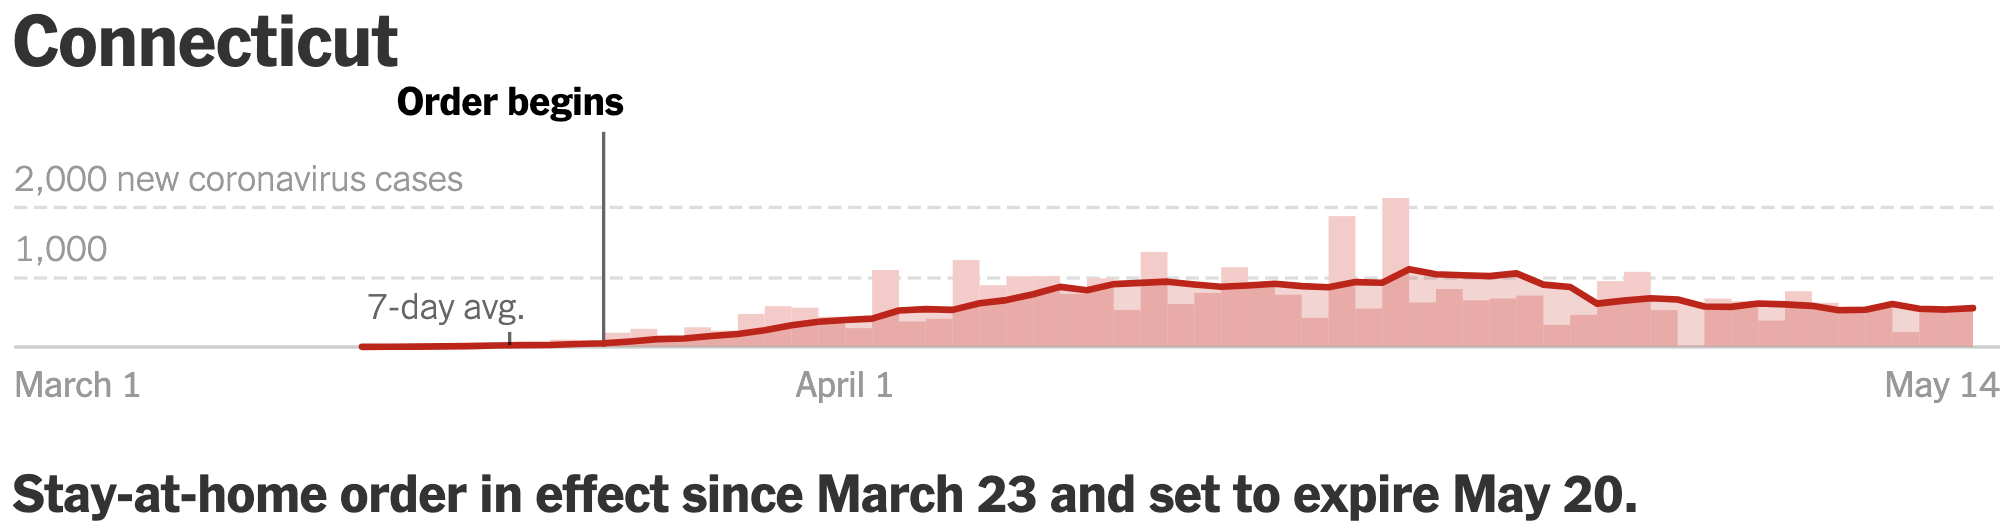 Connecticut
Order begins
2,000 new coronavirus cases
1,000
7-day avg.
March 1
April 1
May 14
Stay-at-home order in effect since March 23 and set to expire May 20.